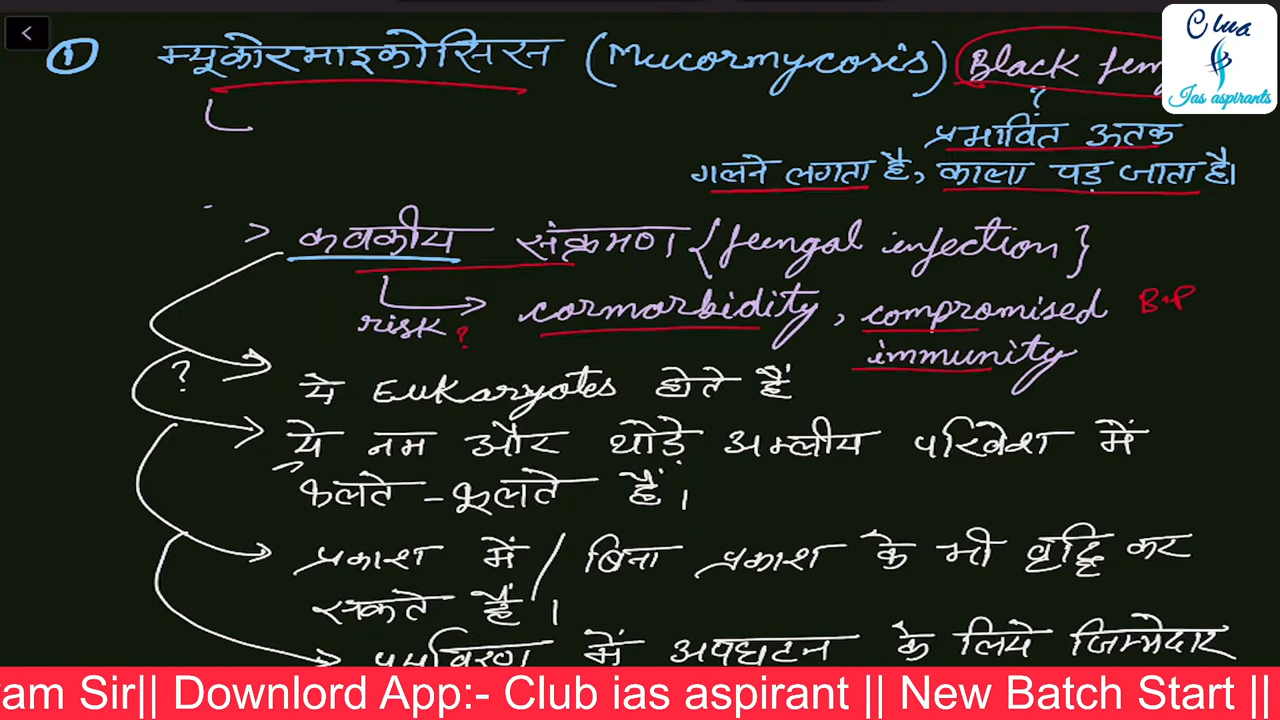 ① म्यूकोरमाइकोसिस (Mucormycosis) Black fung
?
प्रभावित ऊतक
गलने लगता है, काला पड़ जाता है।
> कवकीय संक्रमण {fungal infection}
risk? → cormorbidity, compromised B.P
immunity
ये Eukaryotes होते हैं
?
ये नम और थोड़े अम्लीय परिवेश में
फलते-फूलते हैं।
प्रकाश में / बिना प्रकाश के भी वृद्धि कर
सकते हैं।
पर्यावरण में अपघटन के लिये जिम्मेदार
Clua
Ias aspirants
vam Sir|| Downlord App:- Club ias aspirant || New Batch Start ||